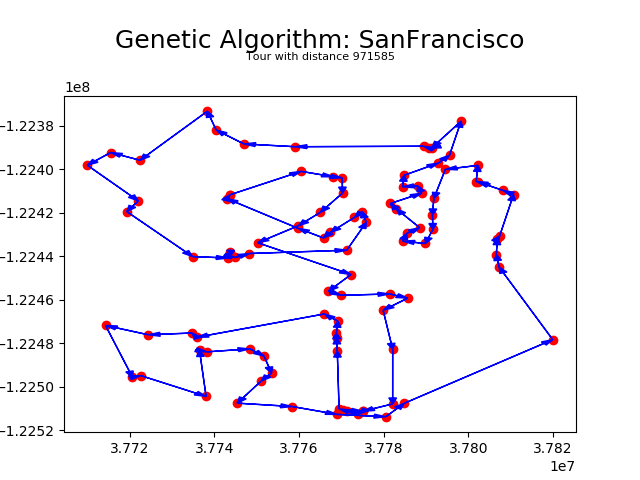 Genetic Algorithm: SanFrancisco
Tour with distance 971585
1e8
−1.2238
−1.2240
−1.2242
−1.2244
−1.2246
−1.2248
−1.2250
−1.2252
3.772 3.774 3.776 3.778 3.780 3.782
1e7